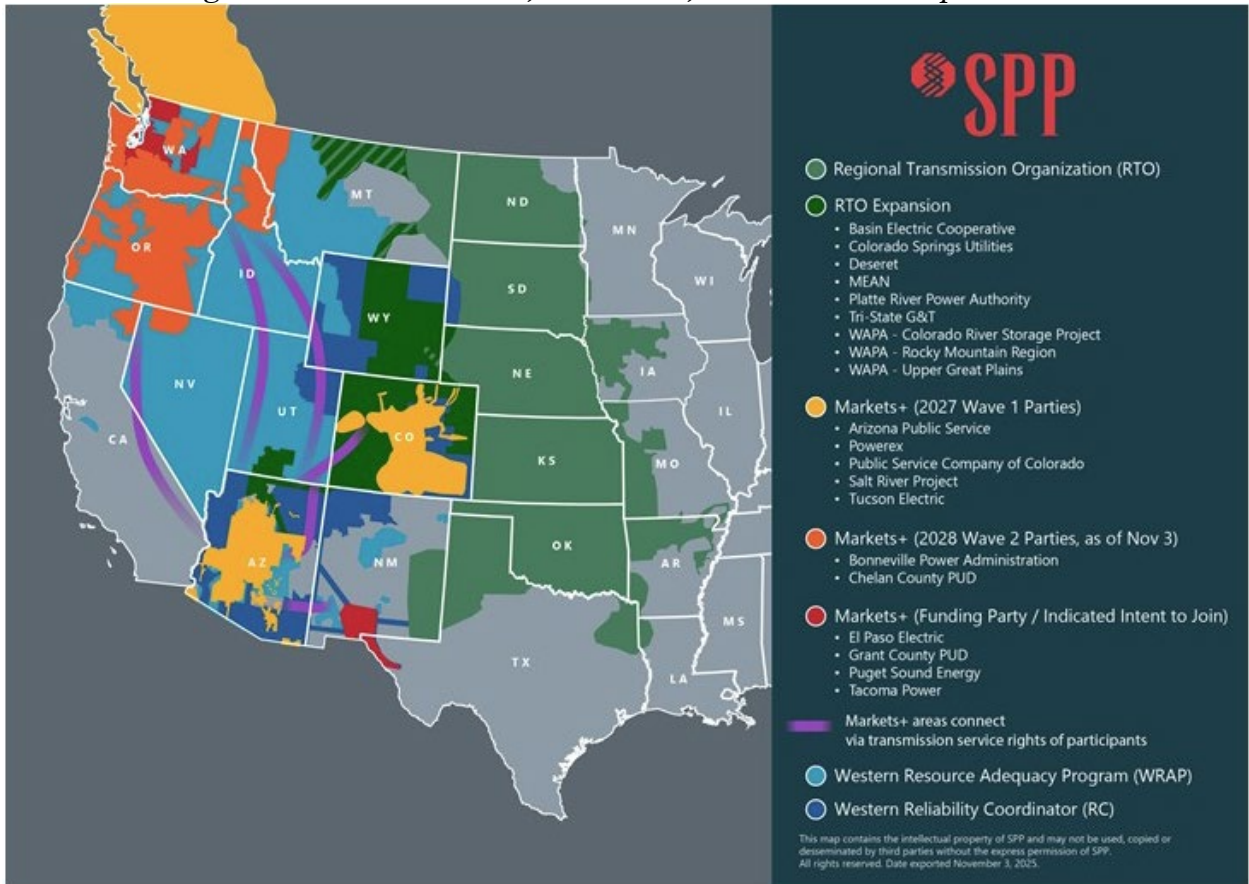 SPP
Regional Transmission Organization (RTO)
RTO Expansion
• Basin Electric Cooperative
• Colorado Springs Utilities
• Deseret
• MEAN
• Platte River Power Authority
• Tri-State G&T
• WAPA - Colorado River Storage Project
• WAPA - Rocky Mountain Region
• WAPA - Upper Great Plains
Markets+ (2027 Wave 1 Parties)
• Arizona Public Service
• Powerex
• Public Service Company of Colorado
• Salt River Project
• Tucson Electric
Markets+ (2028 Wave 2 Parties, as of Nov 3)
• Bonneville Power Administration
• Chelan County PUD
Markets+ (Funding Party / Indicated Intent to Join)
• El Paso Electric
• Grant County PUD
• Puget Sound Energy
• Tacoma Power
Markets+ areas connect
via transmission service rights of participants
Western Resource Adequacy Program (WRAP)
Western Reliability Coordinator (RC)
This map contains the intellectual property of SPP and may not be used, copied or
desseminated by third parties without the express permission of SPP.
All rights reserved. Date exported November 3, 2025.
WA
MT
ND
MN
OR
ID
SD
WI
WY
IA
NE
NV
UT
CO
IL
CA
KS
MO
AZ
NM
OK
AR
MS
TX
LA